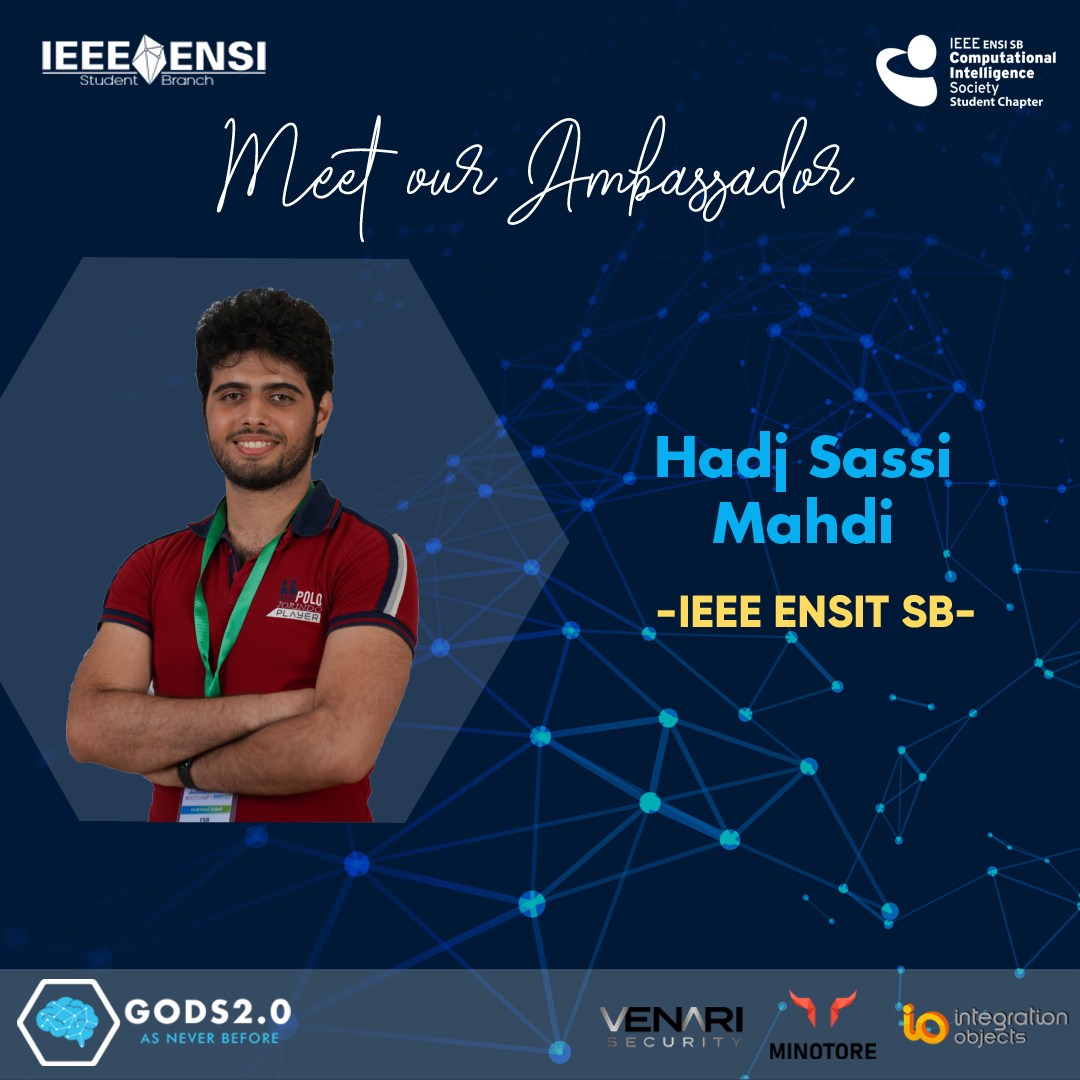 IEEE ENSI
Student Branch
IEEE ENSI SB
Computational
Intelligence
Society
Student Chapter
Meet our Ambassador
Hadj Sassi
Mahdi
-IEEE ENSIT SB-
POLO
PLAYER
GODS2.0
AS NEVER BEFORE
VENARI
SECURITY
MINOTORE
io integration
objects